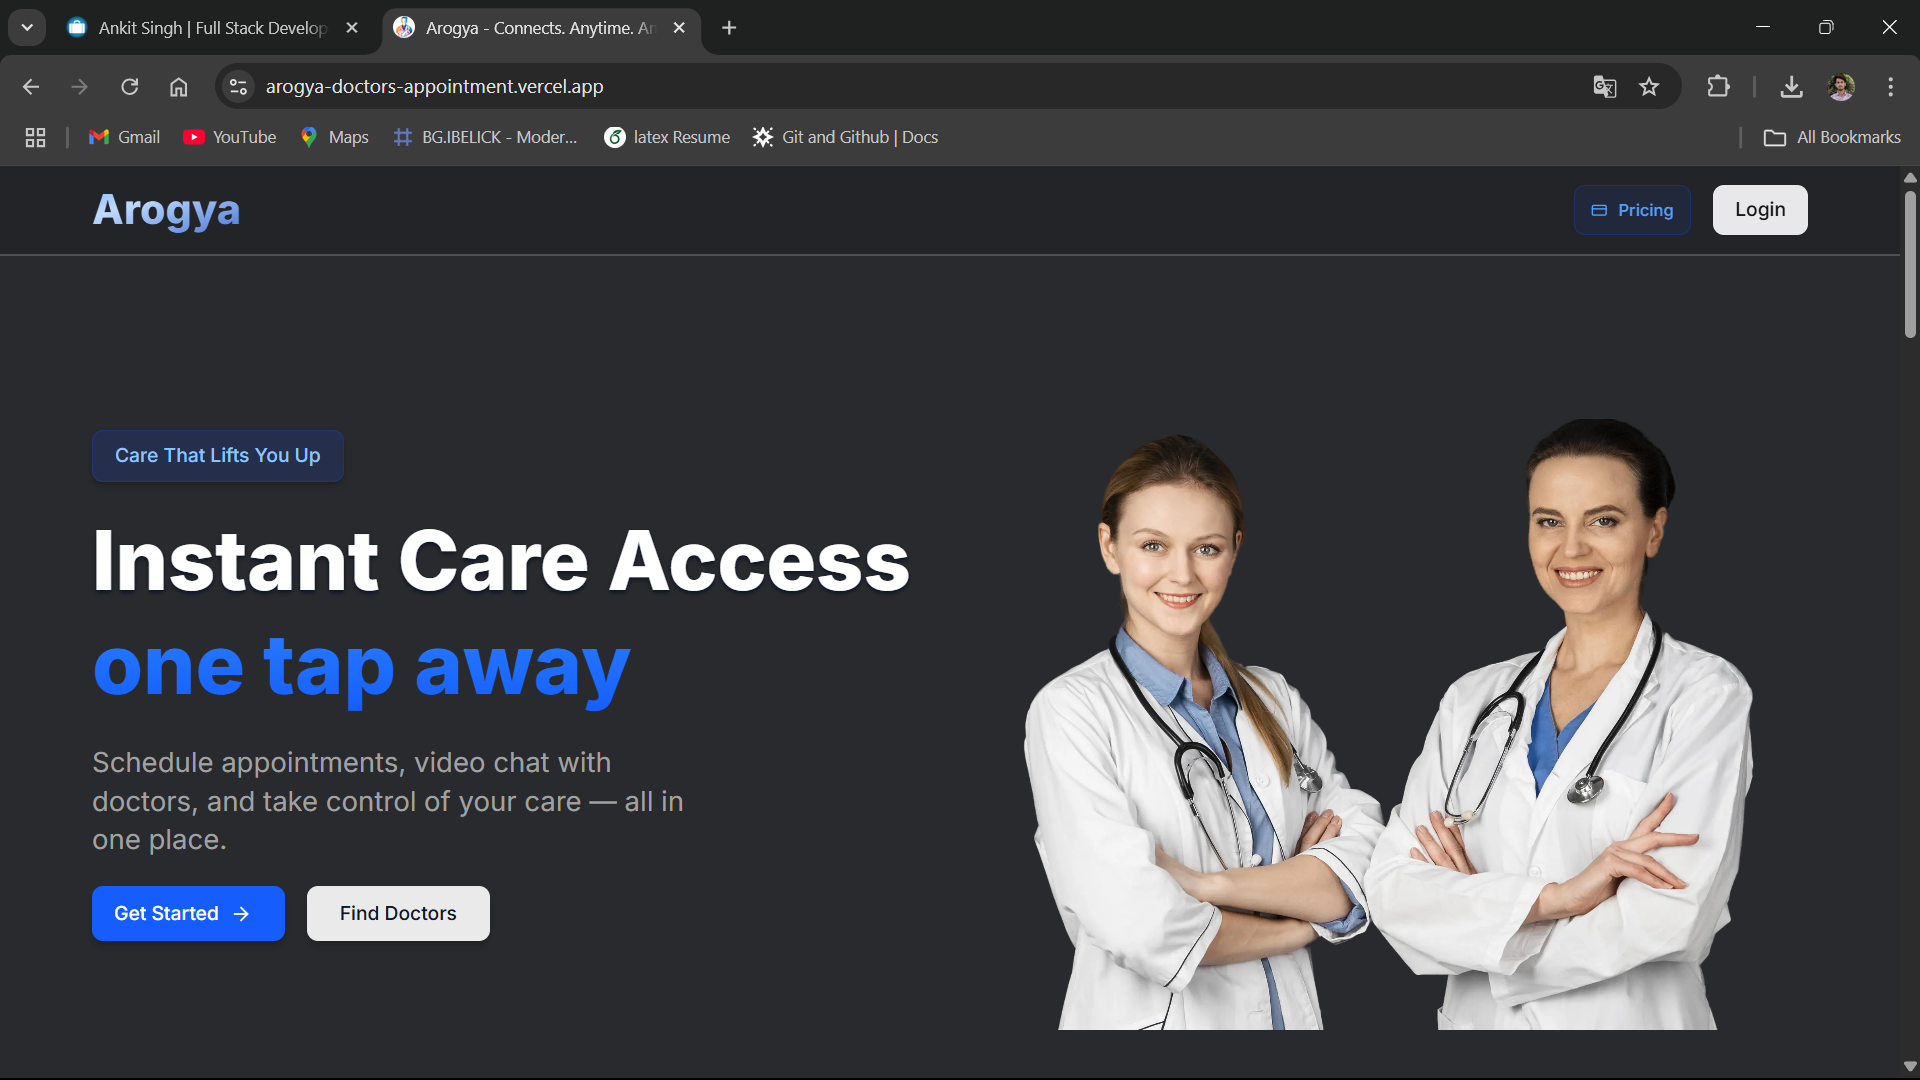 Ankit Singh | Full Stack Develop
Arogya - Connects. Anytime. An
arogya-doctors-appointment.vercel.app
Gmail
YouTube
Maps
BG.IBELICK - Moder...
latex Resume
Git and Github | Docs
All Bookmarks
Arogya
Pricing
Login
Care That Lifts You Up
Instant Care Access
one tap away
Schedule appointments, video chat with
doctors, and take control of your care — all in
one place.
Get Started
Find Doctors